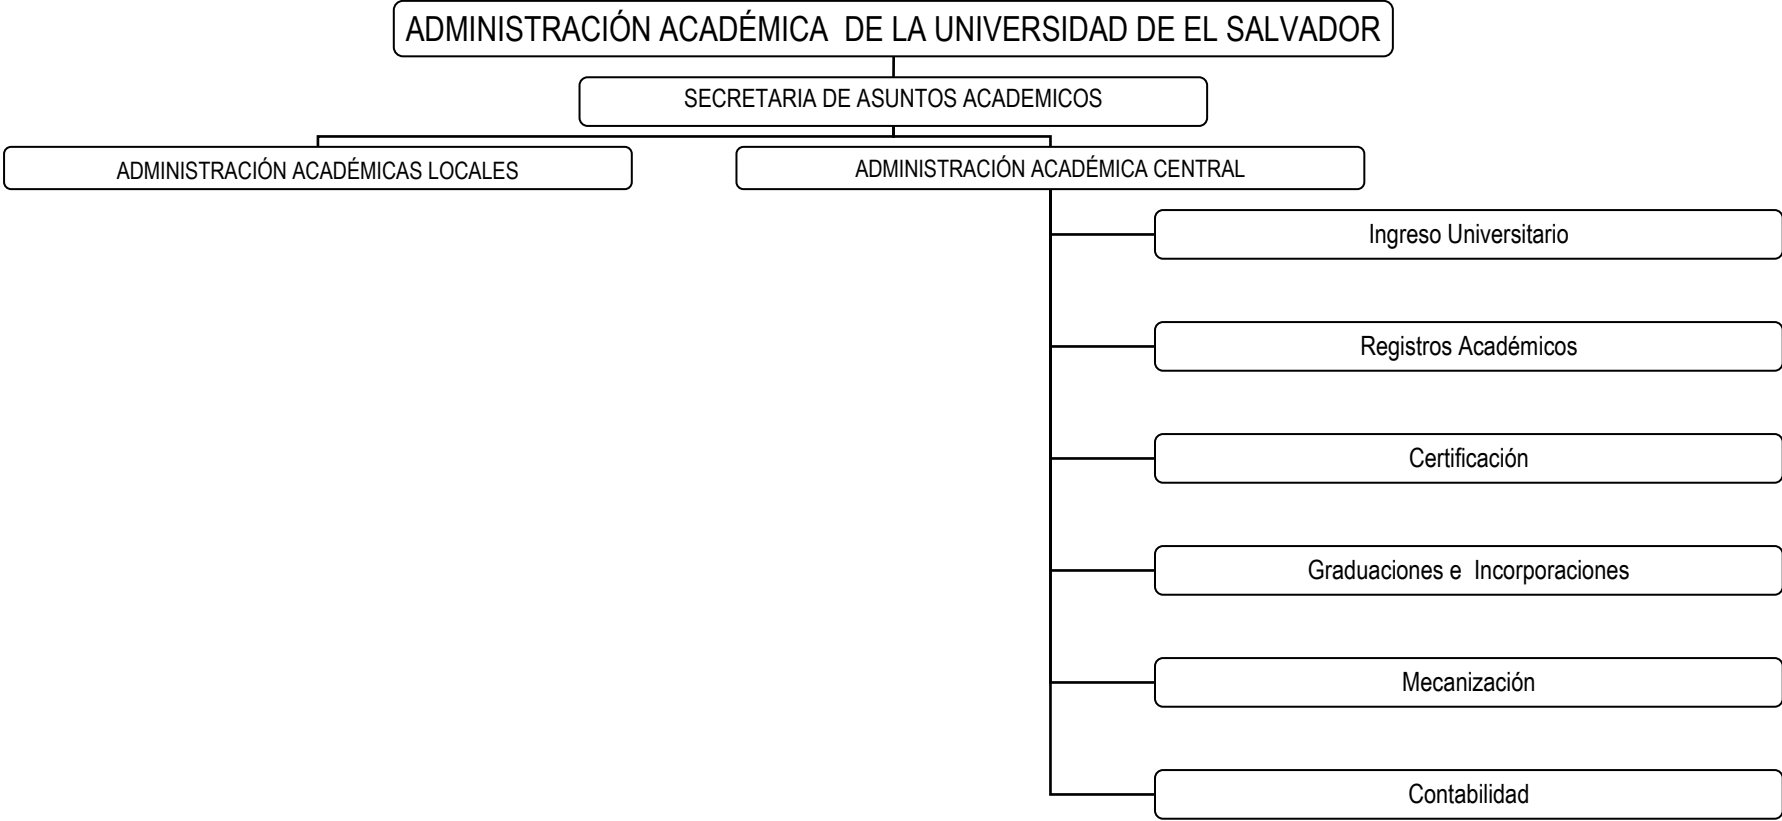 ADMINISTRACIÓN ACADÉMICA  DE LA UNIVERSIDAD DE EL SALVADOR
SECRETARIA DE ASUNTOS ACADEMICOS
ADMINISTRACIÓN ACADÉMICAS LOCALES
ADMINISTRACIÓN ACADÉMICA CENTRAL
Ingreso Universitario
Registros Académicos
Certificación
Graduaciones e  Incorporaciones
Mecanización
Contabilidad